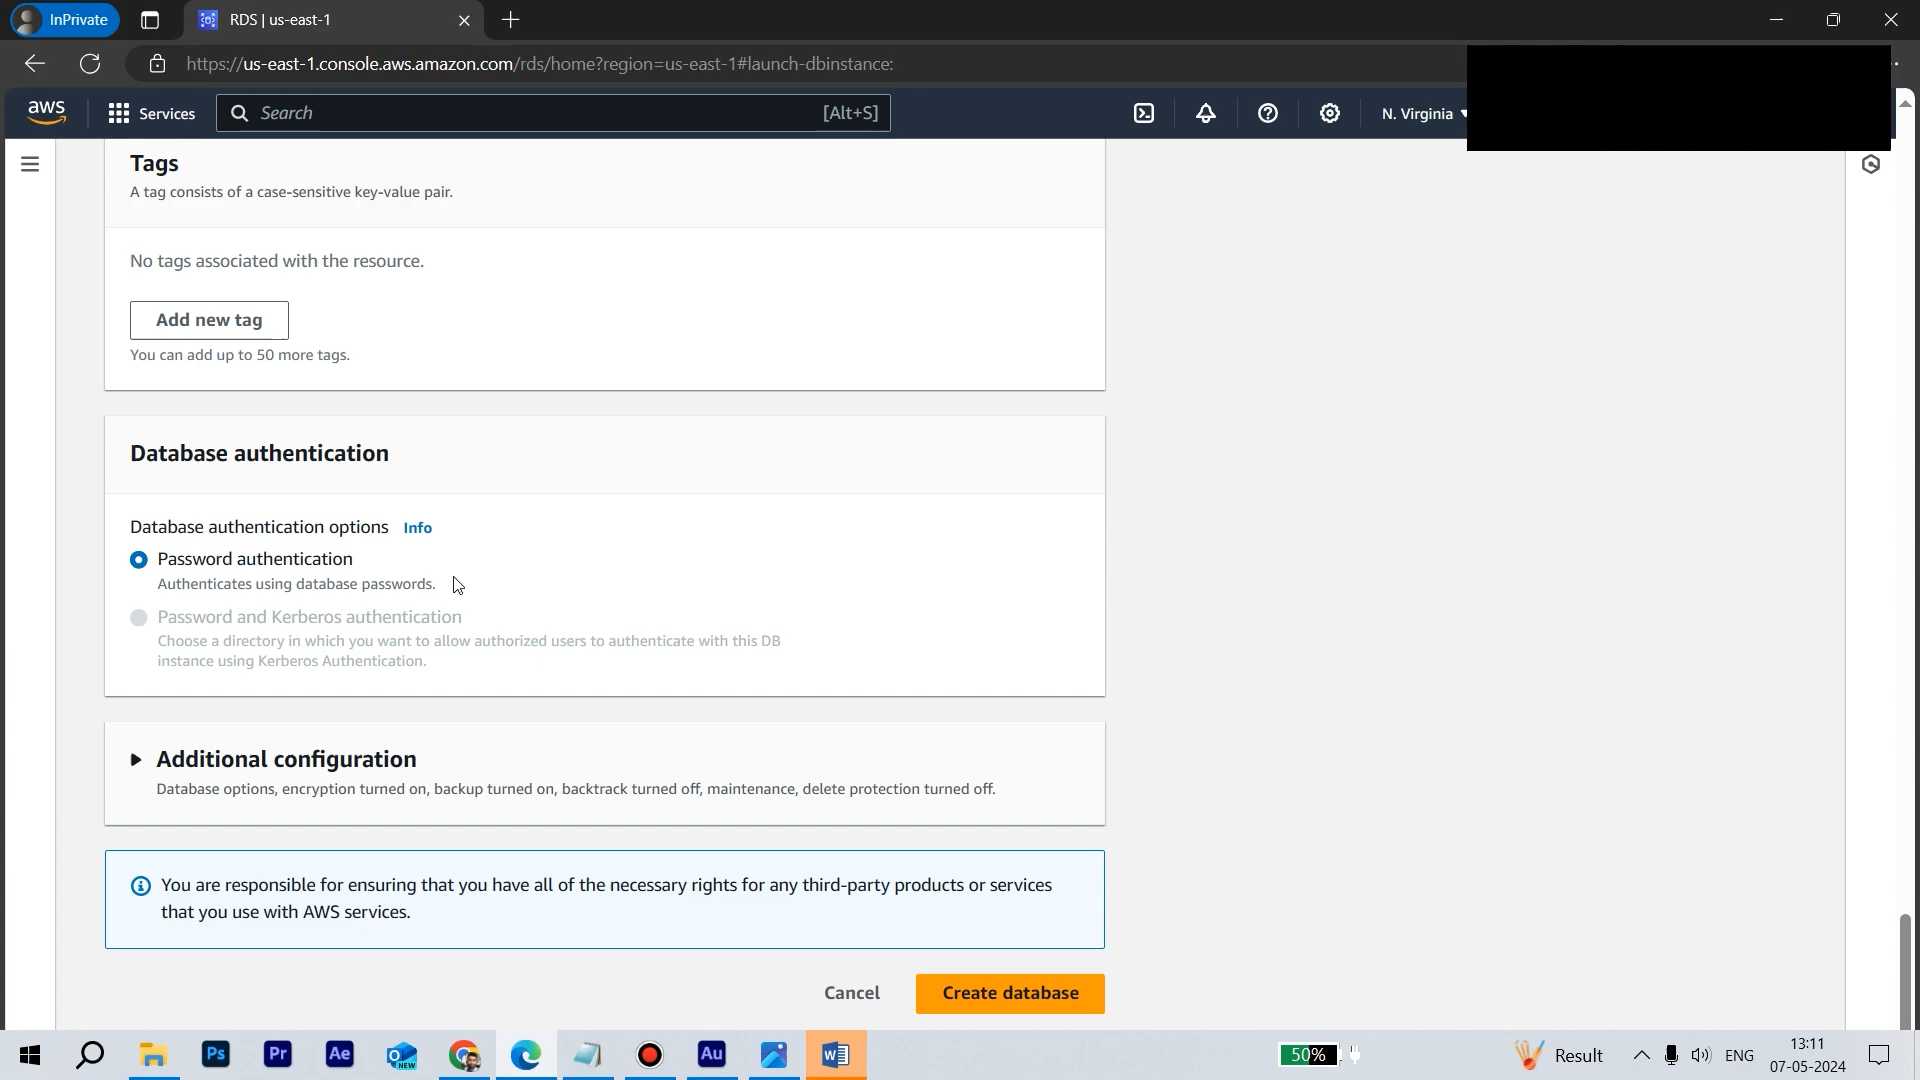 InPrivate
RDS | us-east-1
https://us-east-1.console.aws.amazon.com/rds/home?region=us-east-1#launch-dbinstance:
aws
Services
Search
[Alt+S]
N. Virginia
Tags
A tag consists of a case-sensitive key-value pair.
No tags associated with the resource.
Add new tag
You can add up to 50 more tags.
Database authentication
Database authentication options Info
Password authentication
Authenticates using database passwords.
Password and Kerberos authentication
Choose a directory in which you want to allow authorized users to authenticate with this DB
instance using Kerberos Authentication.
Additional configuration
Database options, encryption turned on, backup turned on, backtrack turned off, maintenance, delete protection turned off.
You are responsible for ensuring that you have all of the necessary rights for any third-party products or services
that you use with AWS services.
Cancel
Create database
Ps
Pr
Ae
NEW
Au
W
50%
Result
ENG
13:11
07-05-2024